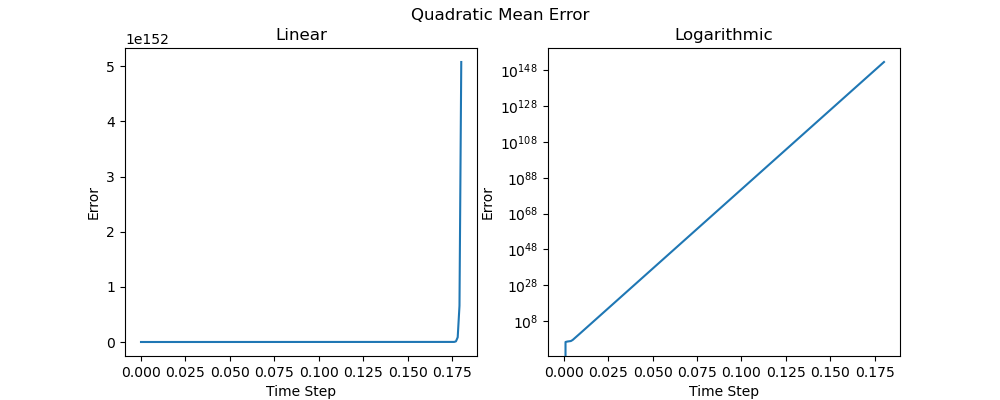 Quadratic Mean Error
Linear
1e152
5
4
3
2
1
0
Error
0.000 0.025 0.050 0.075 0.100 0.125 0.150 0.175
Time Step
Logarithmic
10^148
10^128
10^108
10^88
10^68
10^48
10^28
10^8
Error
0.000 0.025 0.050 0.075 0.100 0.125 0.150 0.175
Time Step